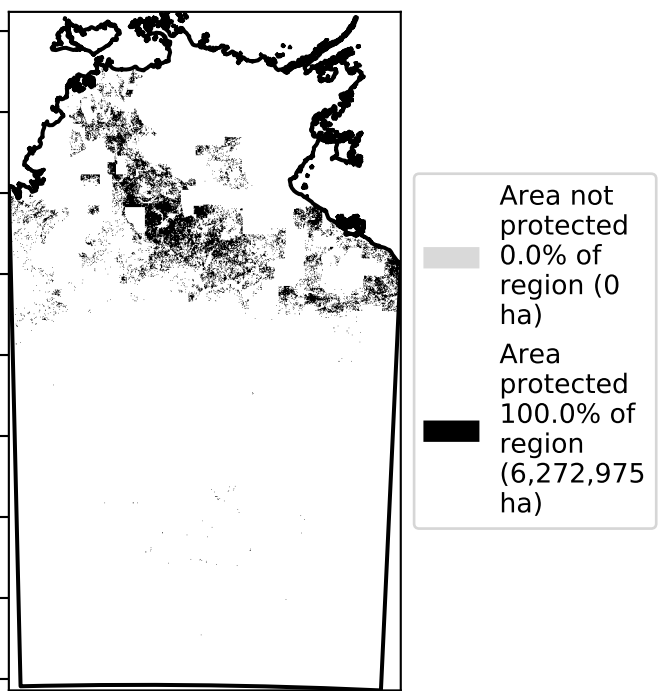 Area not
protected
0.0% of
region (0
ha)
Area
protected
100.0% of
region
(6,272,975
ha)